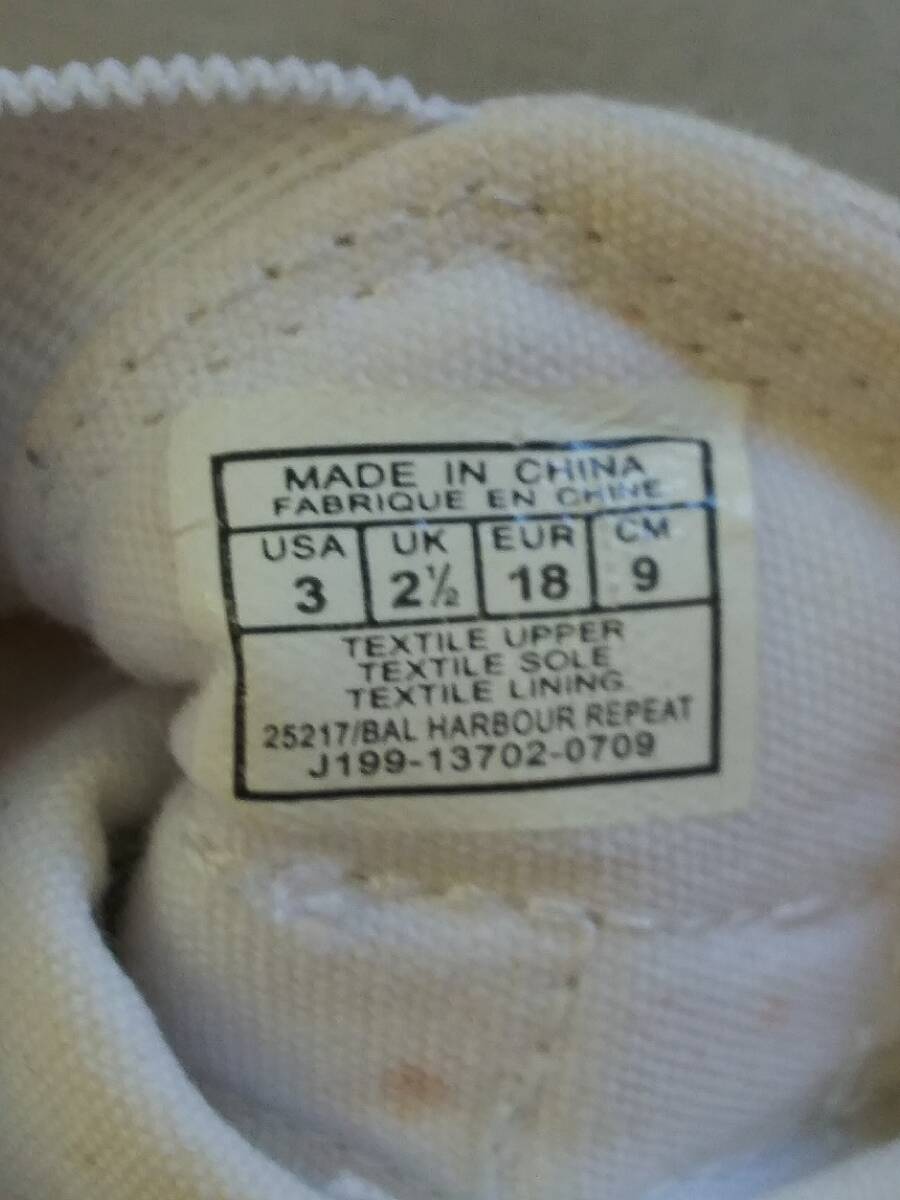 MADE IN CHINA
FABRIQUE EN CHINE
USA UK EUR CM
3 2½ 18 9
TEXTILE UPPER
TEXTILE SOLE
TEXTILE LINING
25217/BAL HARBOUR REPEAT
J199-13702-0709